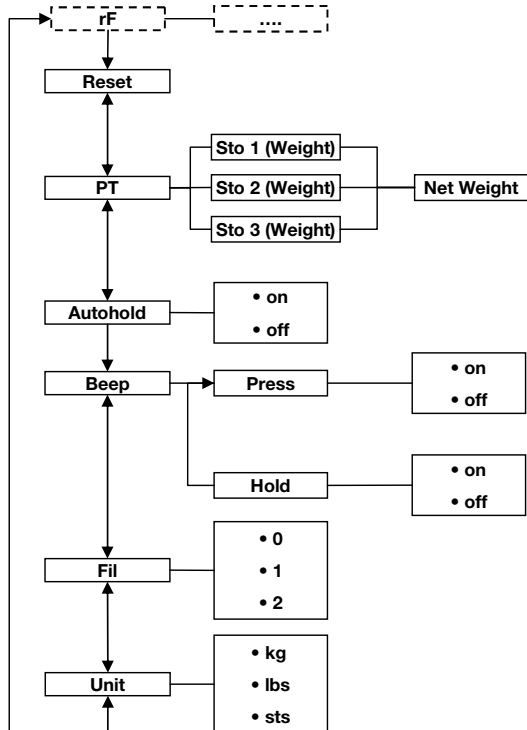 rF ....
Reset
Sto 1 (Weight)
PT Sto 2 (Weight) Net Weight
Sto 3 (Weight)
• on
Autohold
• off
Beep Press
• on
• off
Hold
• on
• off
Fil
• 0
• 1
• 2
Unit
• kg
• lbs
• sts